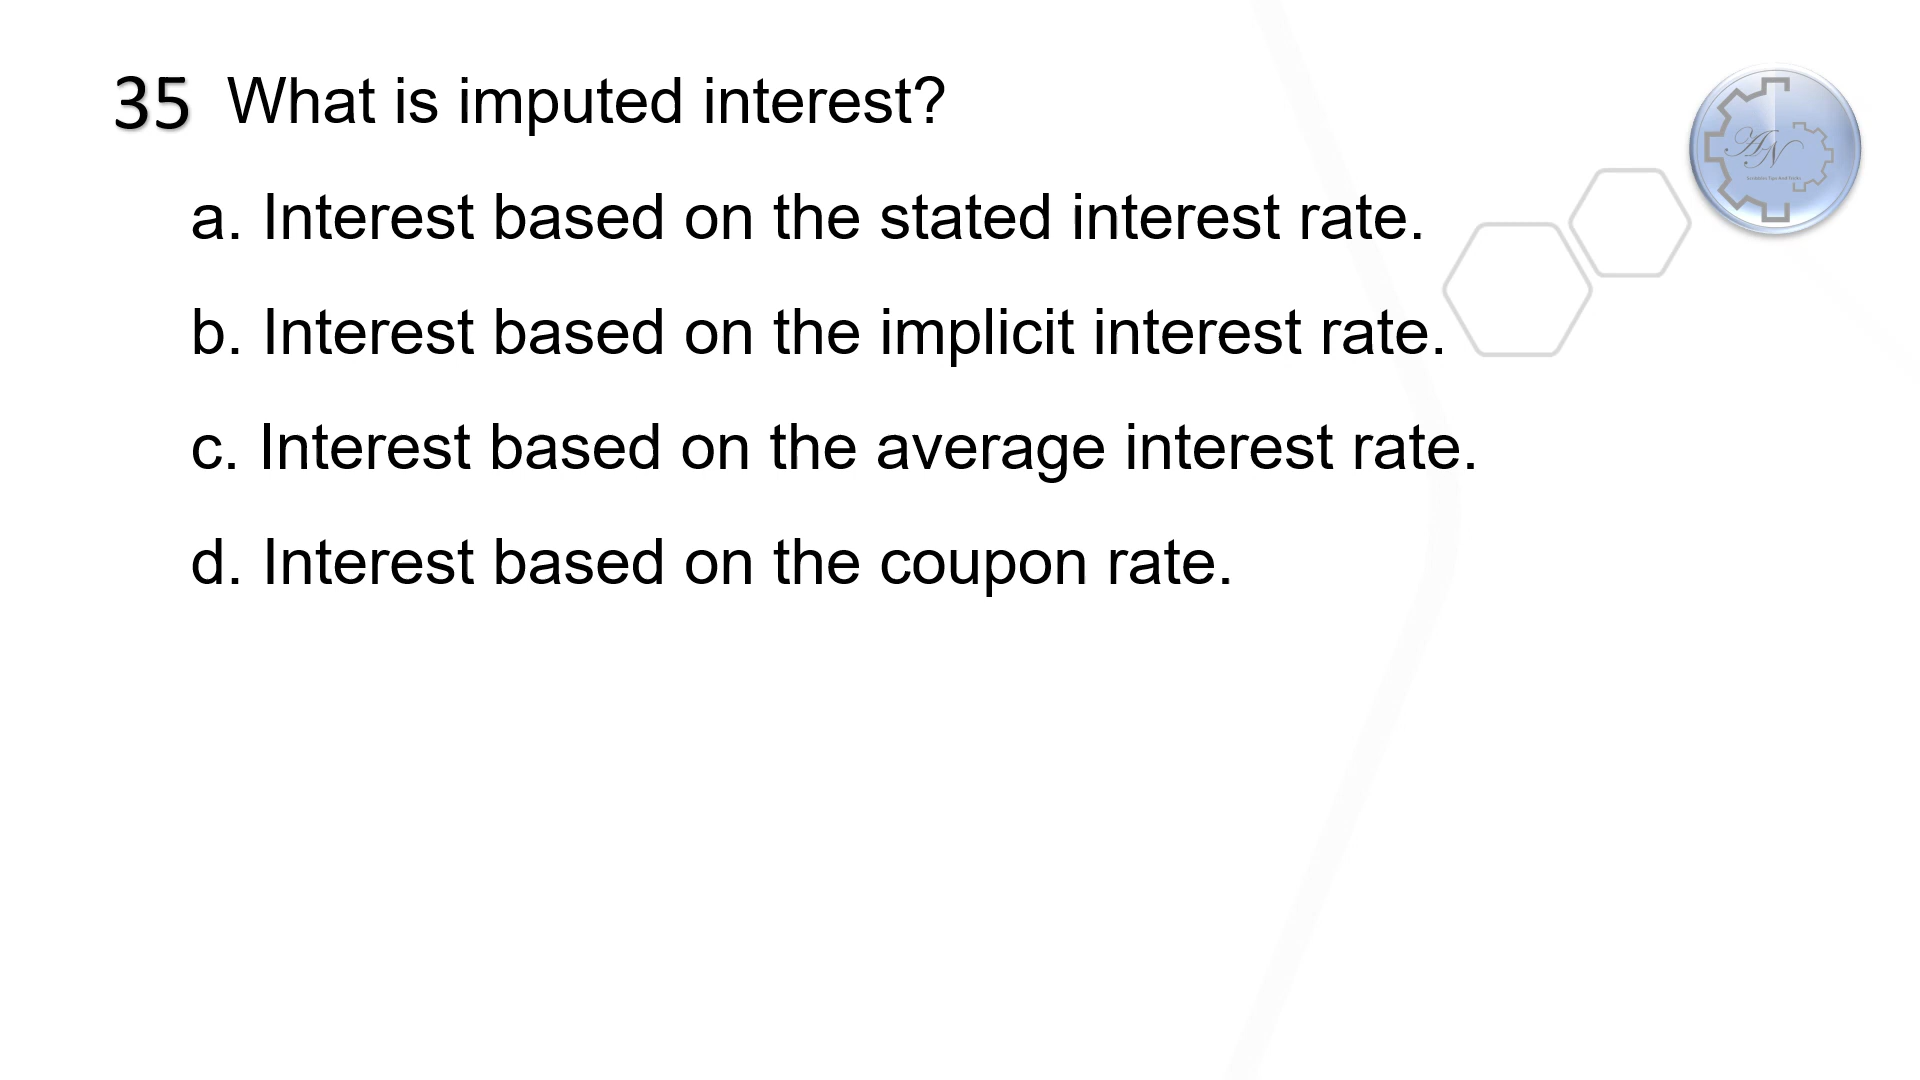 35 What is imputed interest?
a. Interest based on the stated interest rate.
b. Interest based on the implicit interest rate.
c. Interest based on the average interest rate.
d. Interest based on the coupon rate.
AN